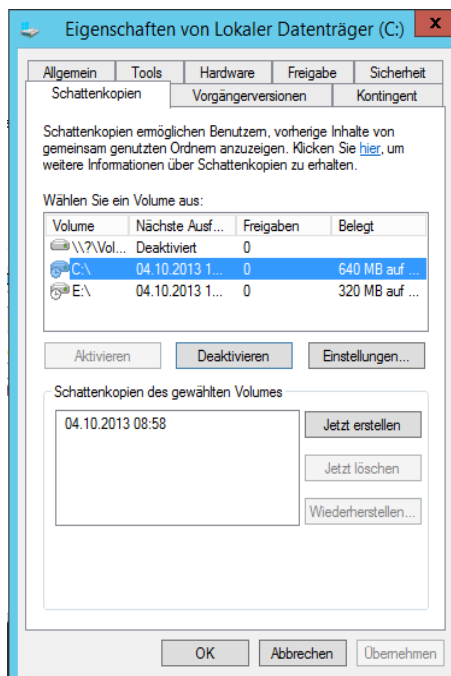 Eigenschaften von Lokaler Datenträger (C:) x
Allgemein Tools Hardware Freigabe Sicherheit
Schattenkopien Vorgängerversionen Kontingent
Schattenkopien ermöglichen Benutzern, vorherige Inhalte von
gemeinsam genutzten Ordnern anzuzeigen. Klicken Sie hier, um
weitere Informationen über Schattenkopien zu erhalten.
Wählen Sie ein Volume aus:
Volume Nächste Ausf... Freigaben Belegt
\\?\Vol... Deaktiviert 0
C:\ 04.10.2013 1... 0 640 MB auf ...
E:\ 04.10.2013 1... 0 320 MB auf ...
Aktivieren Deaktivieren Einstellungen...
Schattenkopien des gewählten Volumes
04.10.2013 08:58 Jetzt erstellen
Jetzt löschen
Wiederherstellen...
OK Abbrechen Übernehmen